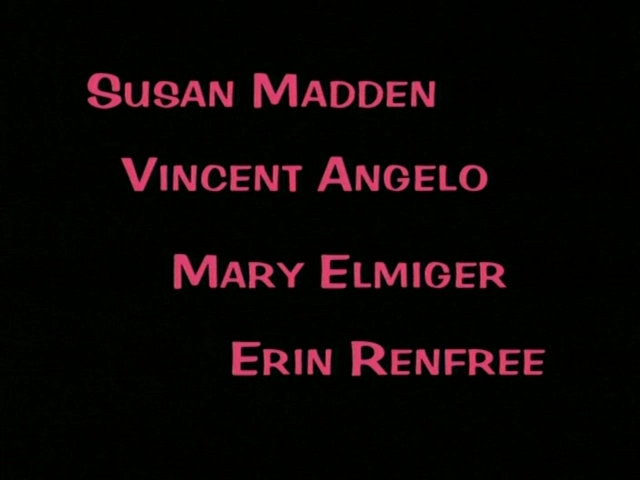 SUSAN MADDEN
VINCENT ANGELO
MARY ELMIGER
ERIN RENFREE